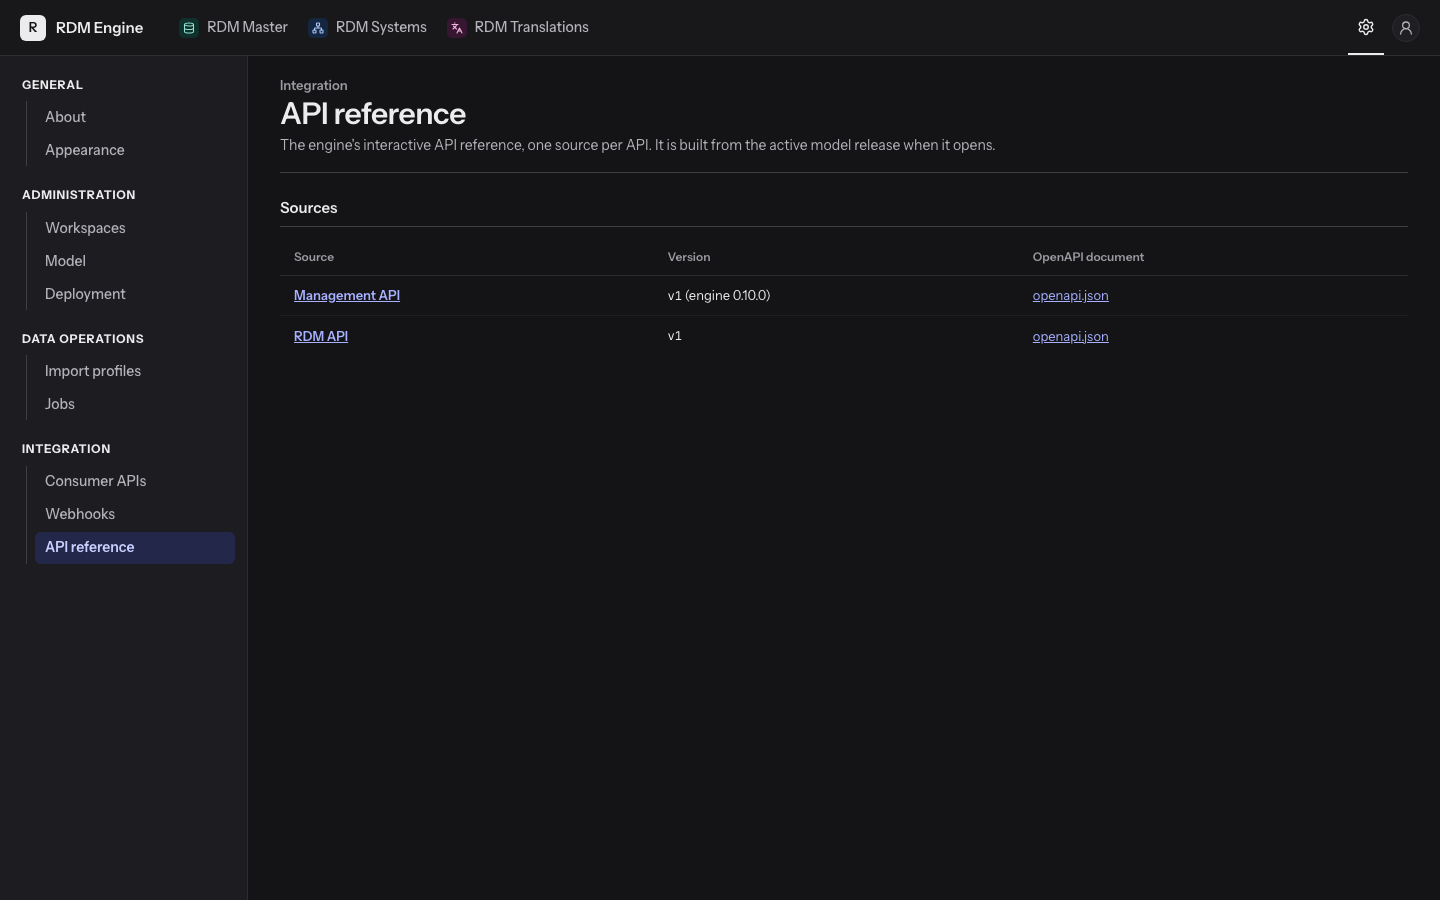 R RDM Engine RDM Master RDM Systems RDM Translations
GENERAL
About
Appearance
ADMINISTRATION
Workspaces
Model
Deployment
DATA OPERATIONS
Import profiles
Jobs
INTEGRATION
Consumer APIs
Webhooks
API reference
Integration
API reference
The engine's interactive API reference, one source per API. It is built from the active model release when it opens.
Sources
Source Version OpenAPI document
Management API v1 (engine 0.10.0) openapi.json
RDM API v1 openapi.json